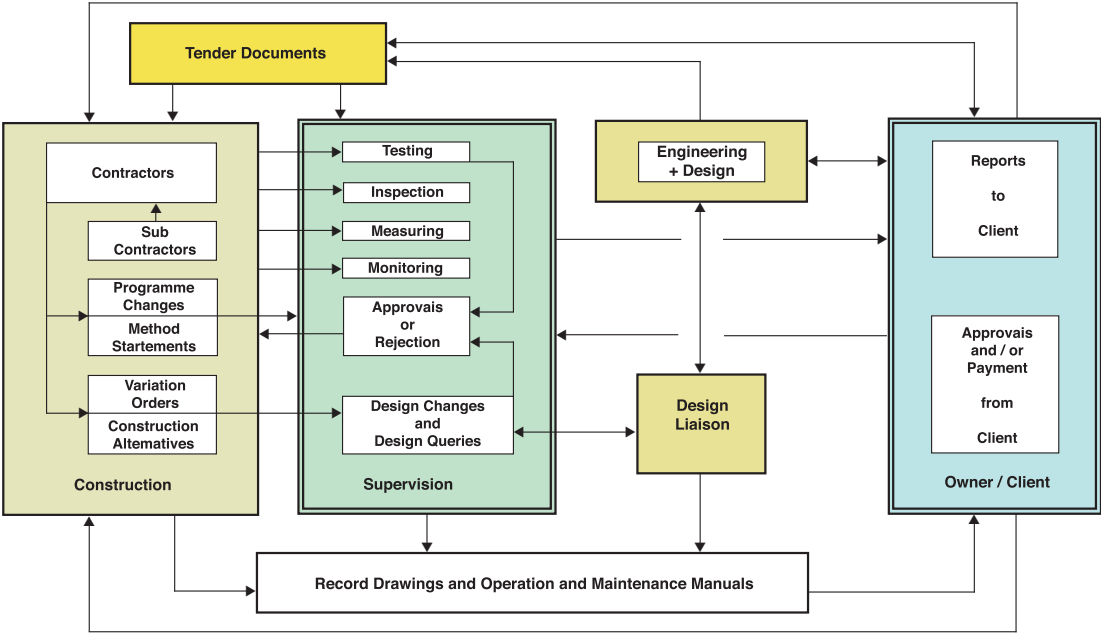 Tender Documents
Contractors
Sub
Contractors
Programme
Changes
Method
Startements
Variation
Orders
Construction
Altematives
Construction
Testing
Inspection
Measuring
Monitoring
Approvais
or
Rejection
Design Changes
and
Design Queries
Supervision
Engineering
+ Design
Design
Liaison
Reports
to
Client
Approvais
and / or
Payment
from
Client
Owner / Client
Record Drawings and Operation and Maintenance Manuals